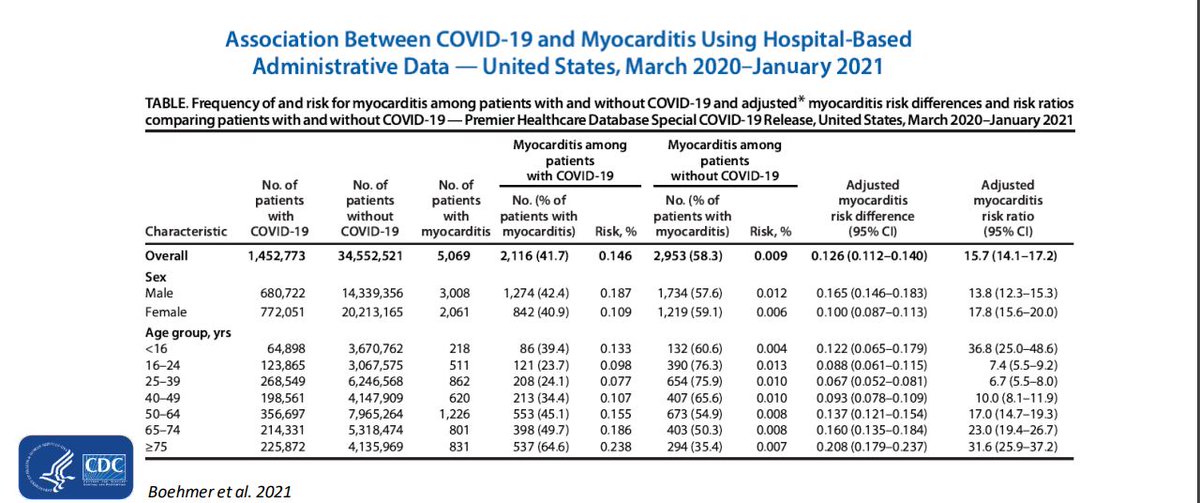 Association Between COVID-19 and Myocarditis Using Hospital-Based
Administrative Data — United States, March 2020–January 2021
TABLE. Frequency of and risk for myocarditis among patients with and without COVID-19 and adjusted* myocarditis risk differences and risk ratios
comparing patients with and without COVID-19 — Premier Healthcare Database Special COVID-19 Release, United States, March 2020–January 2021
Myocarditis among patients with COVID-19 Myocarditis among patients without COVID-19
Characteristic No. of patients with COVID-19 No. of patients without COVID-19 No. of patients with myocarditis No. (% of patients with myocarditis) Risk, % No. (% of patients with myocarditis) Risk, % Adjusted myocarditis risk difference (95% CI) Adjusted myocarditis risk ratio (95% CI)
Overall 1,452,773 34,552,521 5,069 2,116 (41.7) 0.146 2,953 (58.3) 0.009 0.126 (0.112–0.140) 15.7 (14.1–17.2)
Sex
Male 680,722 14,339,356 3,008 1,274 (42.4) 0.187 1,734 (57.6) 0.012 0.165 (0.146–0.183) 13.8 (12.3–15.3)
Female 772,051 20,213,165 2,061 842 (40.9) 0.109 1,219 (59.1) 0.006 0.100 (0.087–0.113) 17.8 (15.6–20.0)
Age group, yrs
<16 64,898 3,670,762 218 86 (39.4) 0.133 132 (60.6) 0.004 0.122 (0.065–0.179) 36.8 (25.0–48.6)
16–24 123,865 3,067,575 511 121 (23.7) 0.098 390 (76.3) 0.013 0.088 (0.061–0.115) 7.4 (5.5–9.2)
25–39 268,549 6,246,568 862 208 (24.1) 0.077 654 (75.9) 0.010 0.067 (0.052–0.081) 6.7 (5.5–8.0)
40–49 198,561 4,147,909 620 213 (34.4) 0.107 407 (65.6) 0.010 0.093 (0.078–0.109) 10.0 (8.1–11.9)
50–64 356,697 7,965,264 1,226 553 (45.1) 0.155 673 (54.9) 0.008 0.137 (0.121–0.154) 17.0 (14.7–19.3)
65–74 214,331 5,318,474 801 398 (49.7) 0.186 403 (50.3) 0.008 0.160 (0.135–0.184) 23.0 (19.4–26.7)
≥75 225,872 4,135,969 831 537 (64.6) 0.238 294 (35.4) 0.007 0.208 (0.179–0.237) 31.6 (25.9–37.2)
CDC
Boehmer et al. 2021